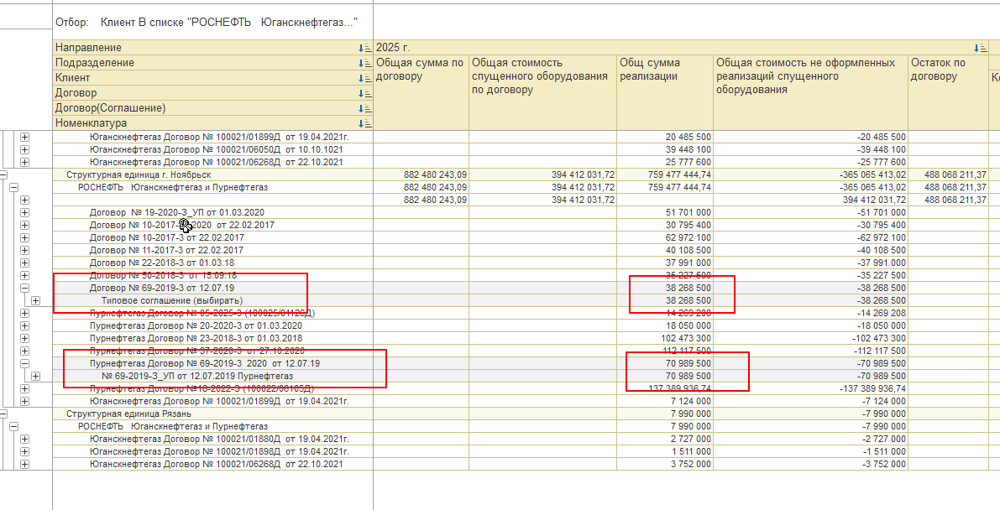 Отбор: Клиент В списке "РОСНЕФТЬ Юганскнефтегаз..."
Направление 2025 г.
Подразделение Общая сумма по договору Общая стоимость спущенного оборудования по договору Общ сумма реализации Общая стоимость не оформленных реализаций спущенного оборудования Остаток по договору
Клиент
Договор
Договор(Соглашение)
Номенклатура
Юганскнефтегаз Договор № 100021/01899Д от 19.04.2021г. 20 485 500 -20 485 500
Юганскнефтегаз Договор № 100021/06050Д от 10.10.1021 39 448 100 -39 448 100
Юганскнефтегаз Договор № 100021/06268Д от 22.10.2021 25 777 600 -25 777 600
Структурная единица г. Ноябрьск 882 480 243,09 394 412 031,72 759 477 444,74 -365 065 413,02 488 068 211,37
РОСНЕФТЬ Юганскнефтегаз и Пурнефтегаз 882 480 243,09 394 412 031,72 759 477 444,74 -365 065 413,02 488 068 211,37
882 480 243,09 394 412 031,72 394 412 031,72 488 068 211,37
Договор № 19-2020-З_УП от 01.03.2020 51 701 000 -51 701 000
Договор № 10-2017- 2020 от 22.02.2017 30 795 400 -30 795 400
Договор № 10-2017-З от 22.02.2017 62 972 100 -62 972 100
Договор № 11-2017-З от 22.02.2017 40 108 500 -40 108 500
Договор № 22-2018-З от 01.03.18 37 991 000 -37 991 000
Договор № 50-2018-З от 15.09.18 35 227 500 -35 227 500
Договор № 69-2019-З от 12.07.19 38 268 500 -38 268 500
Типовое соглашение (выбирать) 38 268 500 -38 268 500
Пурнефтегаз Договор № 05-2025-З (100025/01126Д) 14 269 208 -14 269 208
Пурнефтегаз Договор № 20-2020-З от 01.03.2020 18 050 000 -18 050 000
Пурнефтегаз Договор № 23-2018-З от 01.03.2018 102 473 300 -102 473 300
Пурнефтегаз Договор № 37-2020-З от 27.10.2020 112 117 500 -112 117 500
Пурнефтегаз Договор № 69-2019-З 2020 от 12.07.19 70 989 500 -70 989 500
№ 69-2019-З_УП от 12.07.2019 Пурнефтегаз 70 989 500 -70 989 500
Пурнефтегаз Договор №18-2022-З (100022/06105Д) 137 389 936,74 -137 389 936,74
Юганскнефтегаз Договор № 100021/01899Д от 19.04.2021г. 7 124 000 -7 124 000
Структурная единица Рязань 7 990 000 -7 990 000
РОСНЕФТЬ Юганскнефтегаз и Пурнефтегаз 7 990 000 -7 990 000
Юганскнефтегаз Договор № 100021/01880Д от 19.04.2021г. 2 727 000 -2 727 000
Юганскнефтегаз Договор № 100021/01898Д от 19.04.2021г. 1 511 000 -1 511 000
Юганскнефтегаз Договор № 100021/06268Д от 22.10.2021 3 752 000 -3 752 000